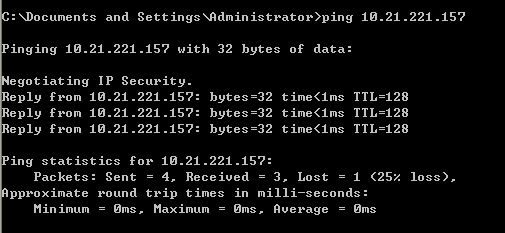 C:\Documents and Settings\Administrator>ping 10.21.221.157
Pinging 10.21.221.157 with 32 bytes of data:
Negotiating IP Security.
Reply from 10.21.221.157: bytes=32 time<1ms TTL=128
Reply from 10.21.221.157: bytes=32 time<1ms TTL=128
Reply from 10.21.221.157: bytes=32 time<1ms TTL=128
Ping statistics for 10.21.221.157:
Packets: Sent = 4, Received = 3, Lost = 1 (25% loss),
Approximate round trip times in milli-seconds:
Minimum = 0ms, Maximum = 0ms, Average = 0ms